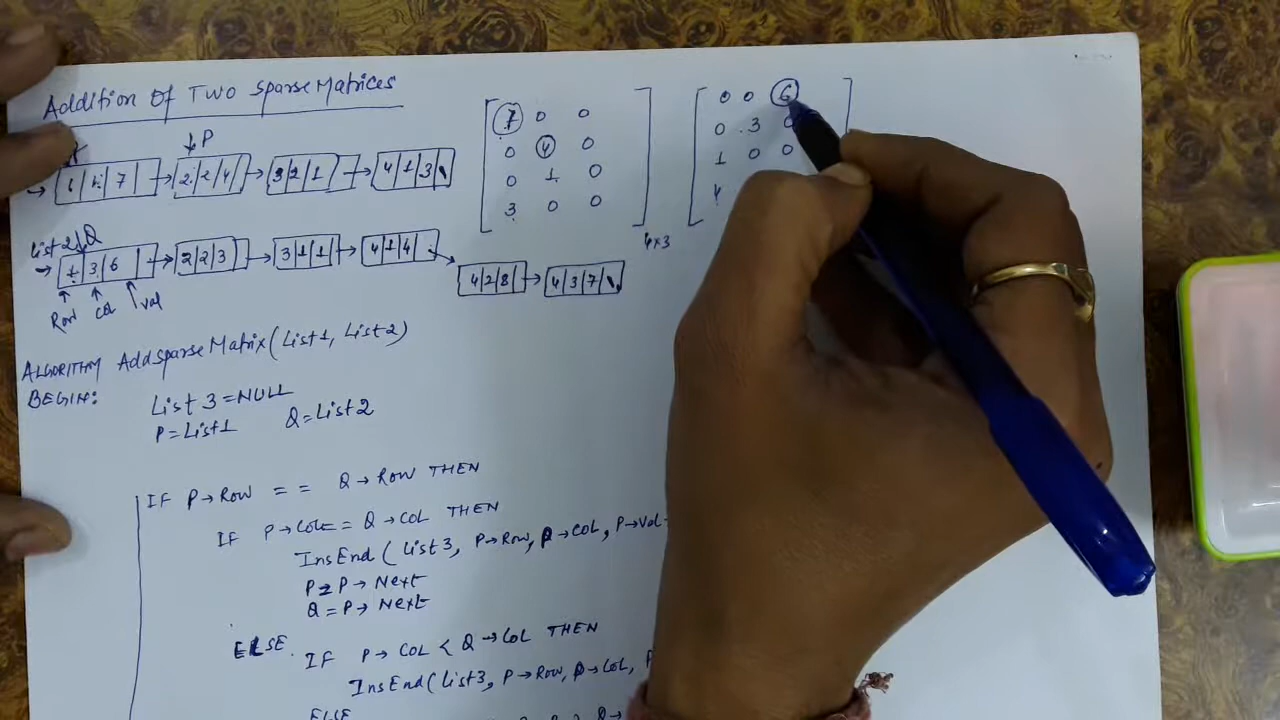 Addition Of Two Sparse Matrices
P
7 0 0
0 4 0
0 1 0
3 0 0
4×3
0 0 6
0 3 0
1 0 0
4
2|2|4
3|2|1
4|1|3
List2 Q
1|3|6
2|2|3
3|1|1
4|1|4
4|2|8
4|3|7
Row Col Val
ALGORITHM AddSparseMatrix(List1, List2)
BEGIN:
List3=NULL
P=List1 Q=List2
IF P→Row == Q→Row THEN
IF P→Col = Q→COL THEN
InsEnd(List3, P→Row, P→COL, P→Val
P=P→Next
Q=P→Next
ELSE
IF P→COL < Q→COL THEN
InsEnd(List3, P→Row, P→COL, P
ELSE